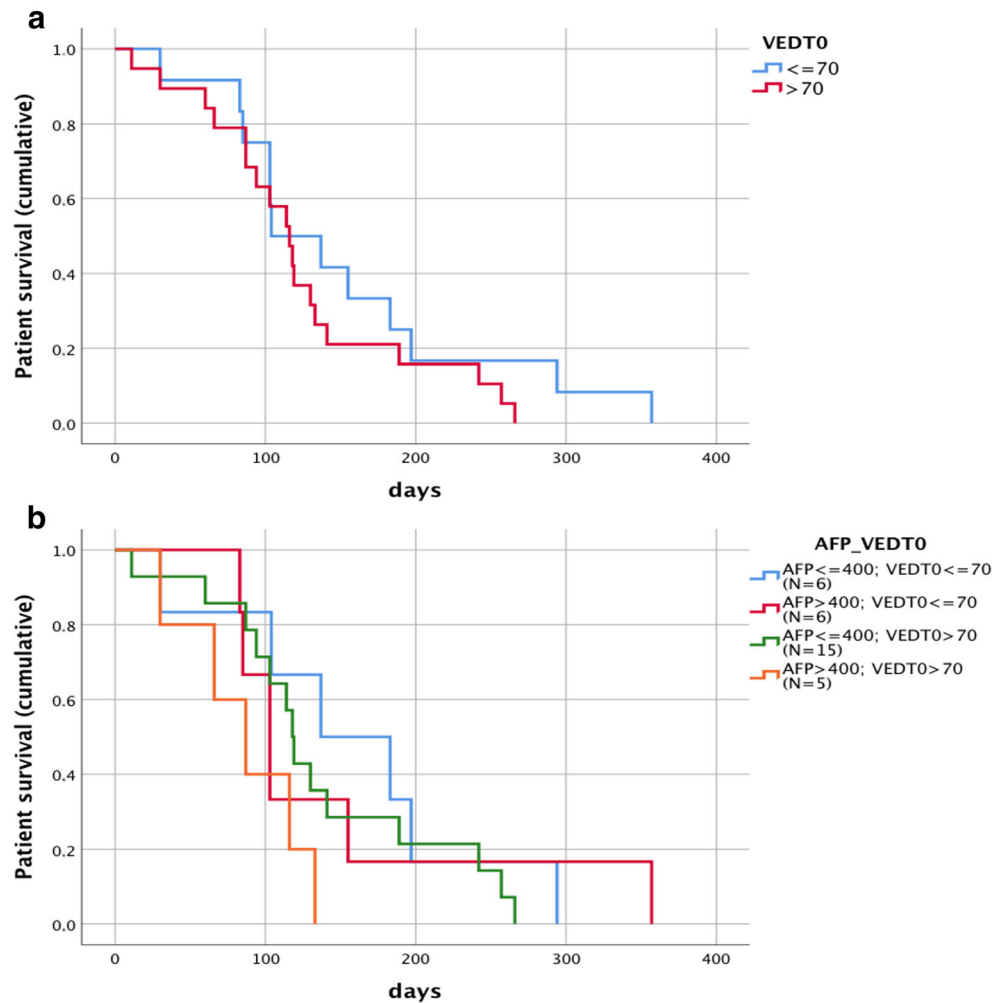 a
VEDT0
<=70
>70
Patient survival (cumulative)
1.0
0.8
0.6
0.4
0.2
0.0
0 100 200 300 400
days
b
AFP_VEDT0
AFP<=400; VEDT0<=70
(N=6)
AFP>400; VEDT0<=70
(N=6)
AFP<=400; VEDT0>70
(N=15)
AFP>400; VEDT0>70
(N=5)
Patient survival (cumulative)
1.0
0.8
0.6
0.4
0.2
0.0
0 100 200 300 400
days